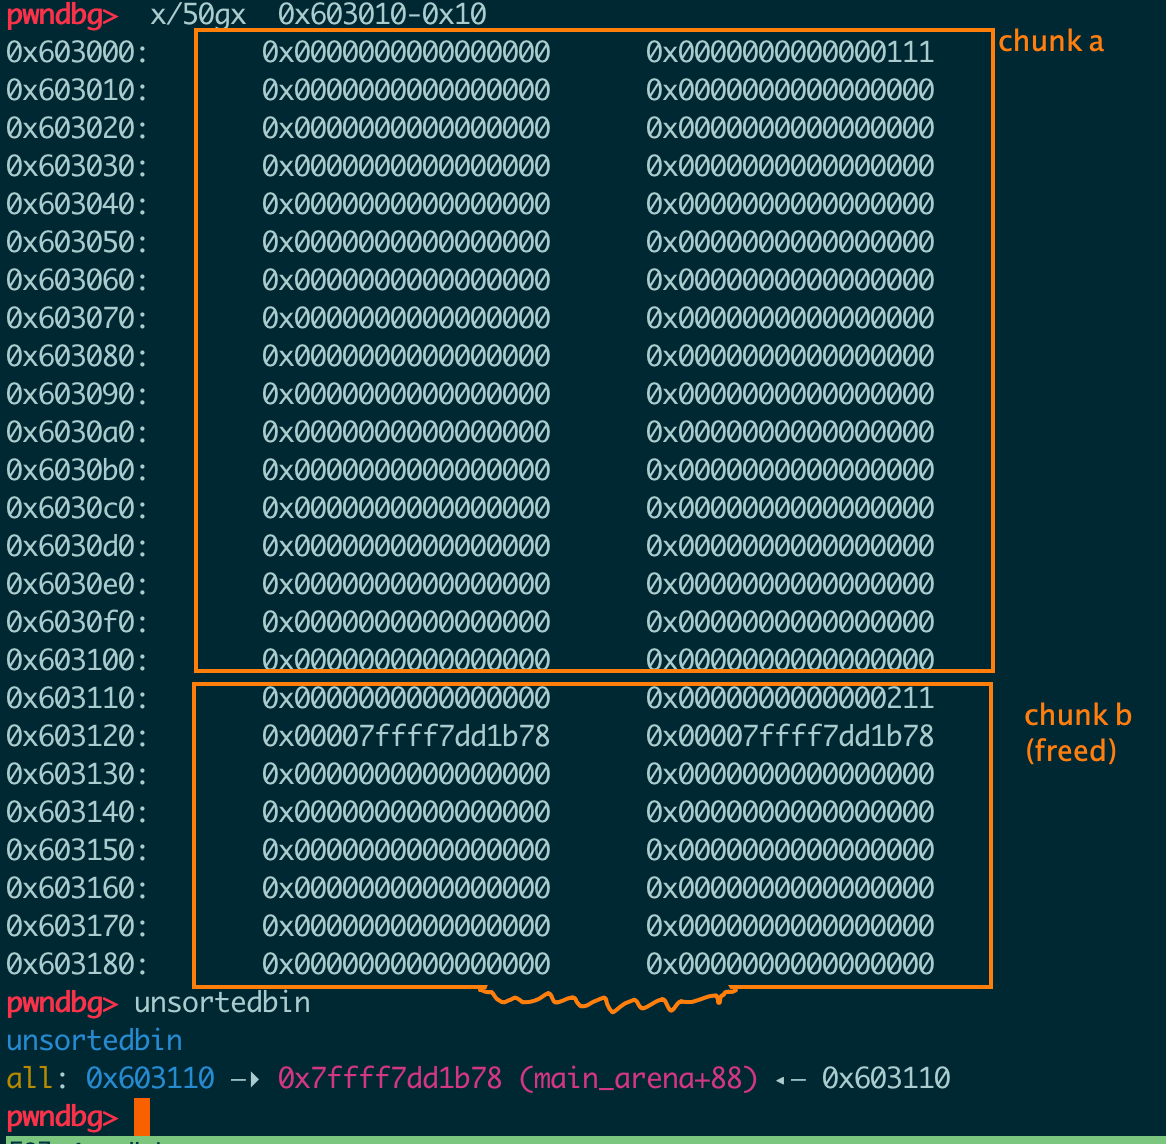 pwndbg> x/50gx 0x603010-0x10
0x603000: 0x0000000000000000 0x0000000000000111 chunk a
0x603010: 0x0000000000000000 0x0000000000000000
0x603020: 0x0000000000000000 0x0000000000000000
0x603030: 0x0000000000000000 0x0000000000000000
0x603040: 0x0000000000000000 0x0000000000000000
0x603050: 0x0000000000000000 0x0000000000000000
0x603060: 0x0000000000000000 0x0000000000000000
0x603070: 0x0000000000000000 0x0000000000000000
0x603080: 0x0000000000000000 0x0000000000000000
0x603090: 0x0000000000000000 0x0000000000000000
0x6030a0: 0x0000000000000000 0x0000000000000000
0x6030b0: 0x0000000000000000 0x0000000000000000
0x6030c0: 0x0000000000000000 0x0000000000000000
0x6030d0: 0x0000000000000000 0x0000000000000000
0x6030e0: 0x0000000000000000 0x0000000000000000
0x6030f0: 0x0000000000000000 0x0000000000000000
0x603100: 0x0000000000000000 0x0000000000000000
0x603110: 0x0000000000000000 0x0000000000000211 chunk b
0x603120: 0x00007ffff7dd1b78 0x00007ffff7dd1b78 (freed)
0x603130: 0x0000000000000000 0x0000000000000000
0x603140: 0x0000000000000000 0x0000000000000000
0x603150: 0x0000000000000000 0x0000000000000000
0x603160: 0x0000000000000000 0x0000000000000000
0x603170: 0x0000000000000000 0x0000000000000000
0x603180: 0x0000000000000000 0x0000000000000000
pwndbg> unsortedbin
unsortedbin
all: 0x603110 —▸ 0x7ffff7dd1b78 (main_arena+88) ◂— 0x603110
pwndbg>